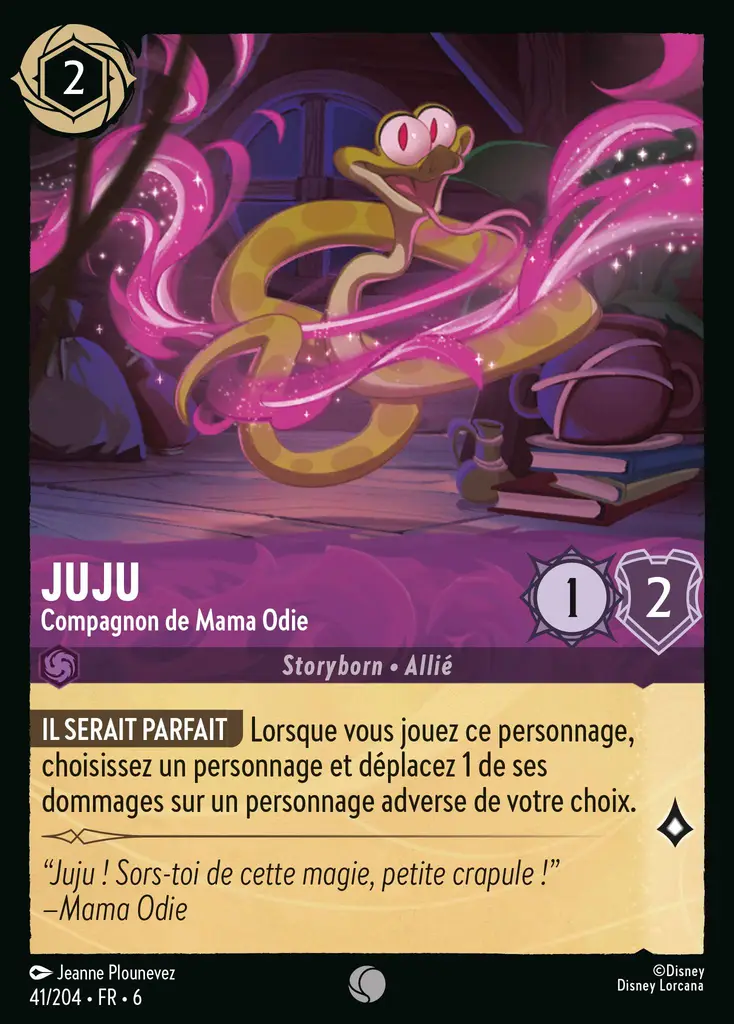 2
JUJU
Compagnon de Mama Odie
1
2
Storyborn • Allié
IL SERAIT PARFAIT Lorsque vous jouez ce personnage,
choisissez un personnage et déplacez 1 de ses
dommages sur un personnage adverse de votre choix.
“Juju ! Sors-toi de cette magie, petite crapule !”
–Mama Odie
Jeanne Plounevez
41/204 • FR • 6
©Disney
Disney Lorcana